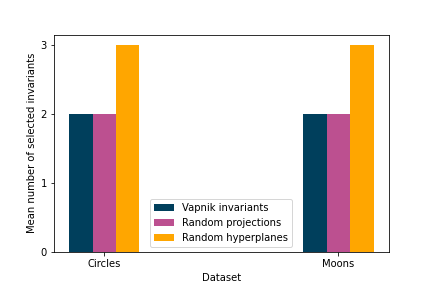 3
2
1
0
Mean number of selected invariants
Vapnik invariants
Random projections
Random hyperplanes
Circles
Moons
Dataset